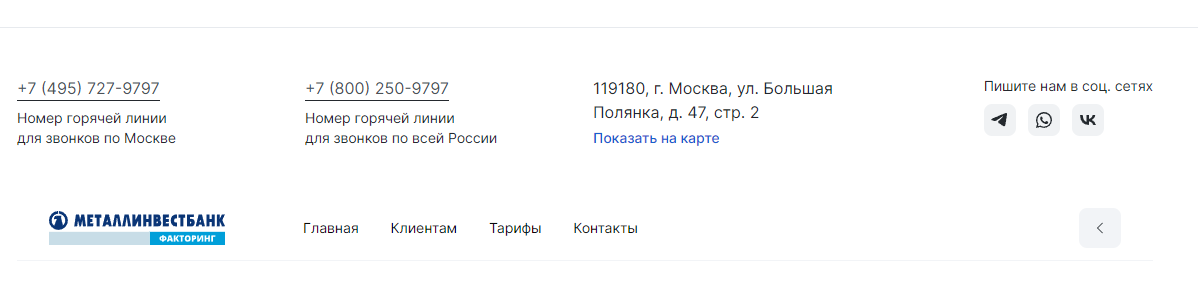 +7 (495) 727-9797
Номер горячей линии
для звонков по Москве
+7 (800) 250-9797
Номер горячей линии
для звонков по всей России
119180, г. Москва, ул. Большая
Полянка, д. 47, стр. 2
Показать на карте
Пишите нам в соц. сетях
МЕТАЛЛИНВЕСТБАНК
ФАКТОРИНГ
Главная Клиентам Тарифы Контакты